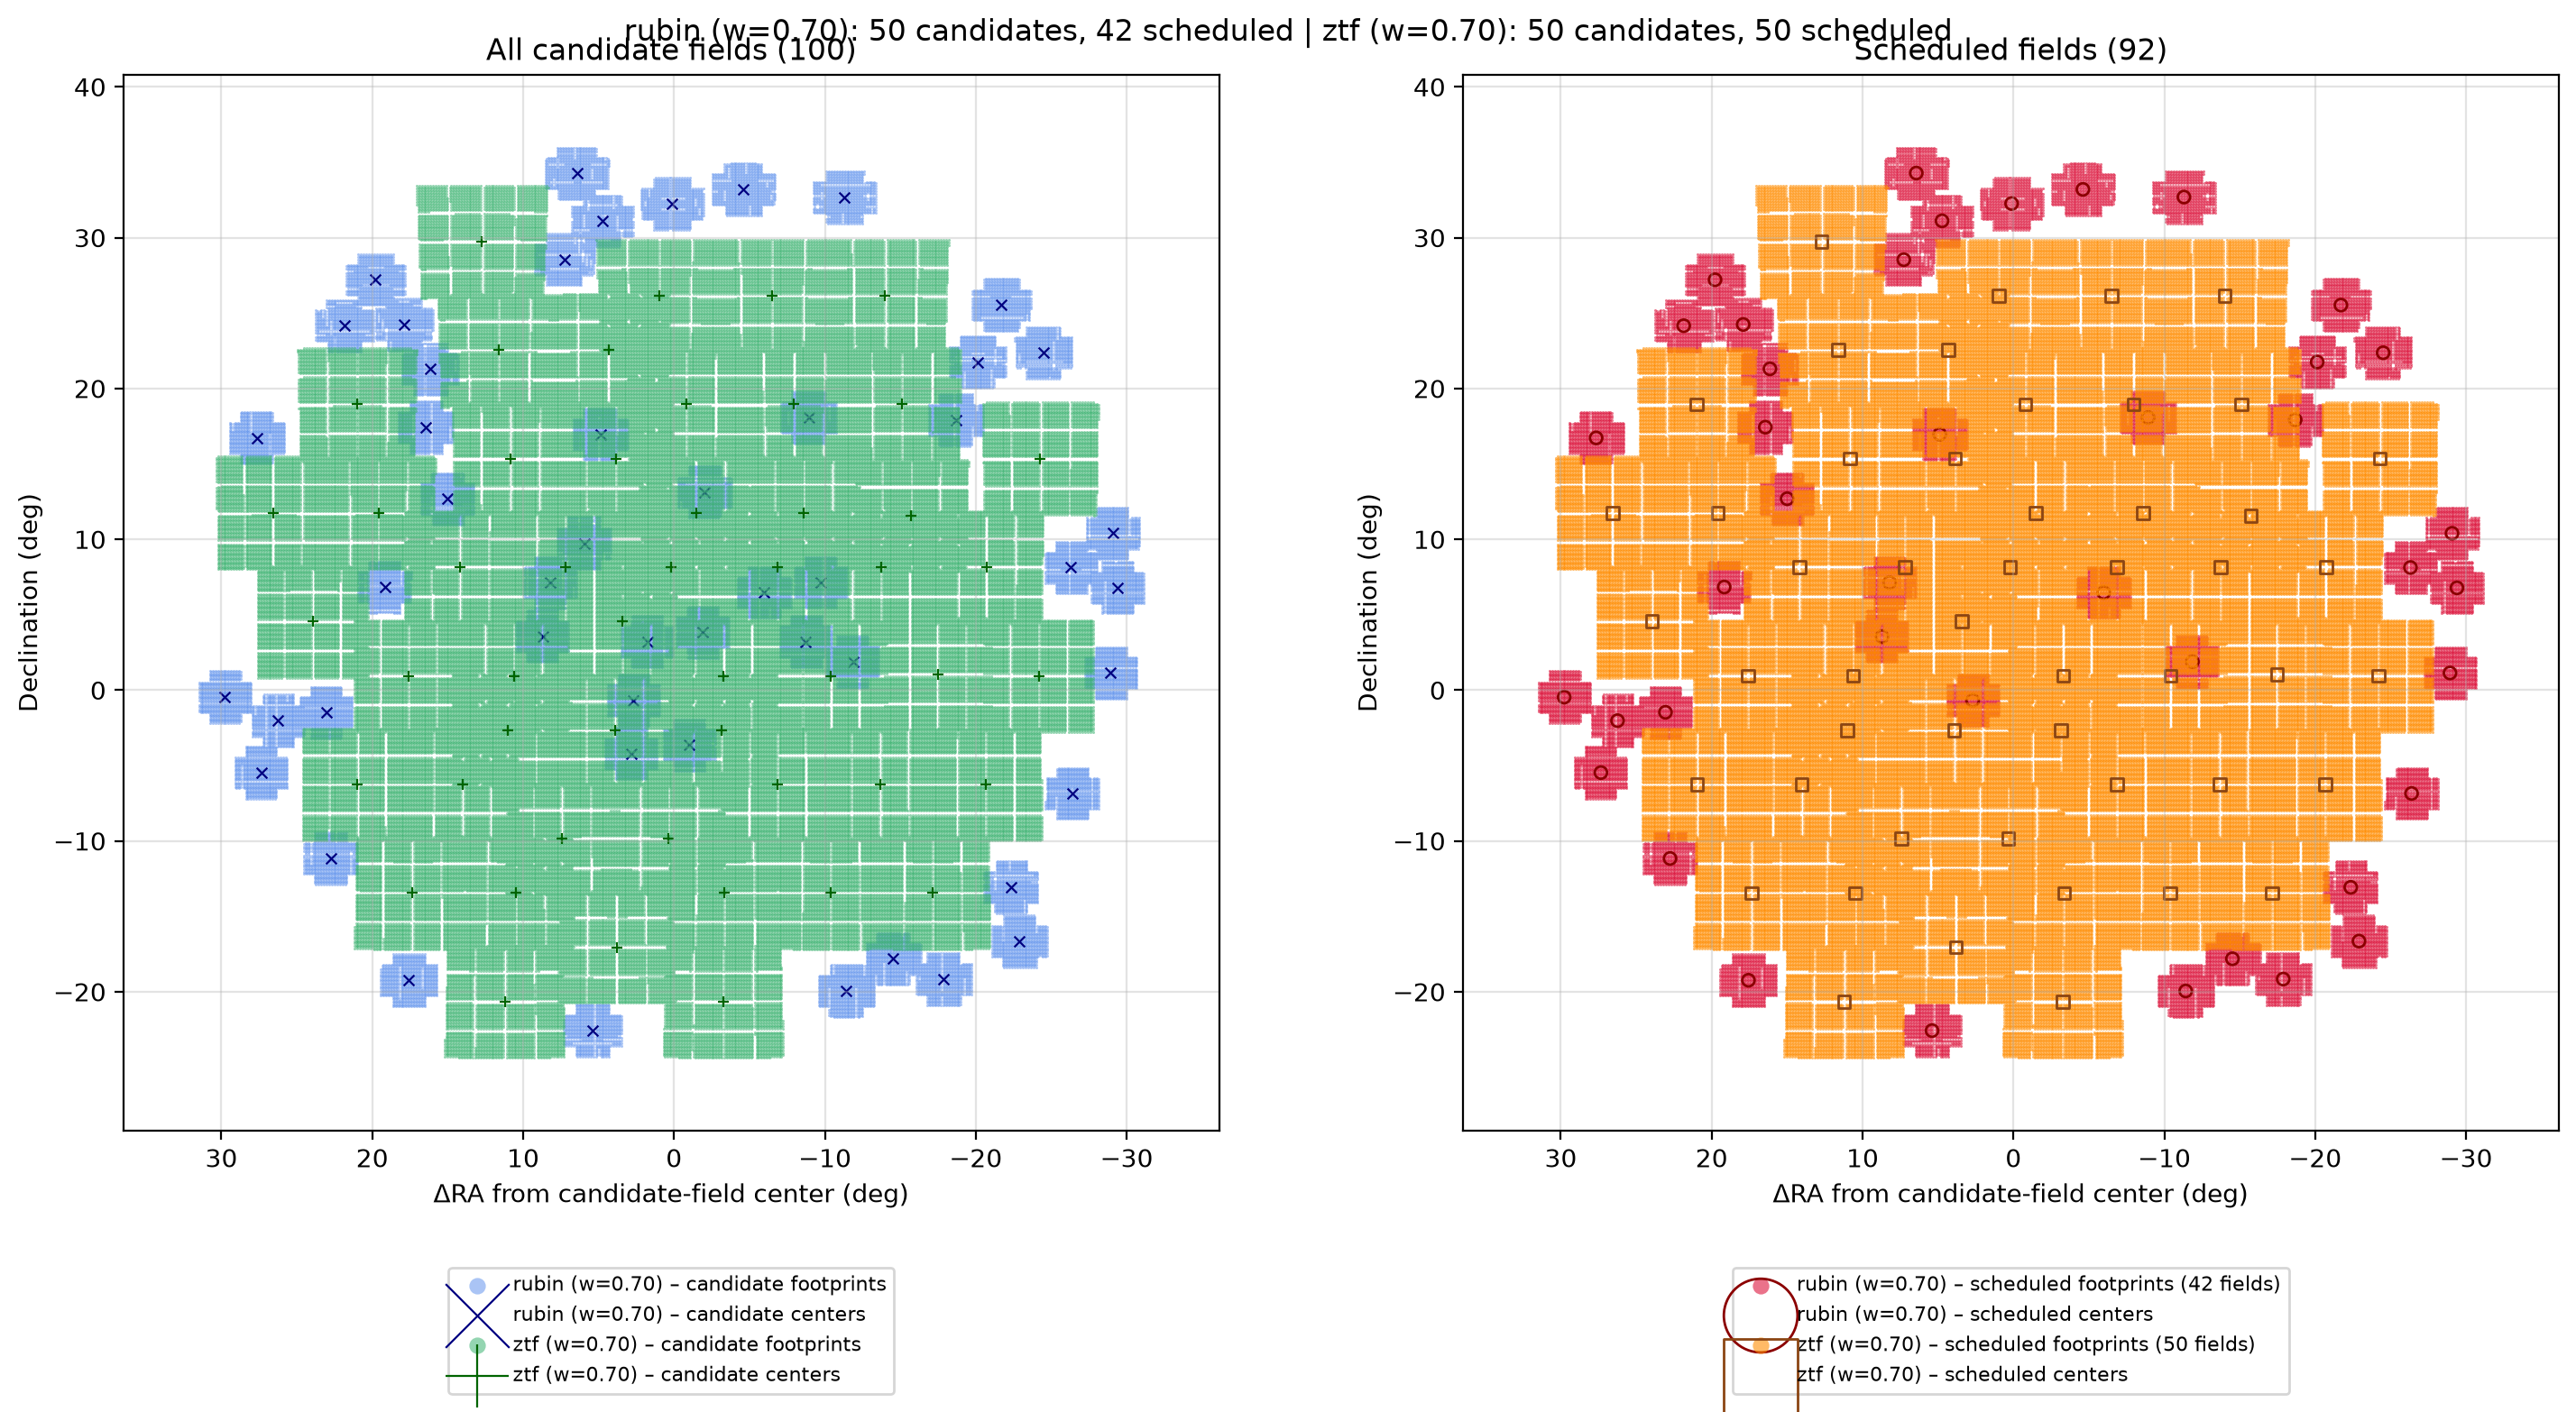 rubin (w=0.70): 50 candidates, 42 scheduled | ztf (w=0.70): 50 candidates, 50 scheduled
All candidate fields (100)
40
30
20
10
0
−10
−20
Declination (deg)
30
20
10
0
−10
−20
−30
ΔRA from candidate-field center (deg)
rubin (w=0.70) – candidate footprints
rubin (w=0.70) – candidate centers
ztf (w=0.70) – candidate footprints
ztf (w=0.70) – candidate centers
Scheduled fields (92)
40
30
20
10
0
−10
−20
Declination (deg)
30
20
10
0
−10
−20
−30
ΔRA from candidate-field center (deg)
rubin (w=0.70) – scheduled footprints (42 fields)
rubin (w=0.70) – scheduled centers
ztf (w=0.70) – scheduled footprints (50 fields)
ztf (w=0.70) – scheduled centers